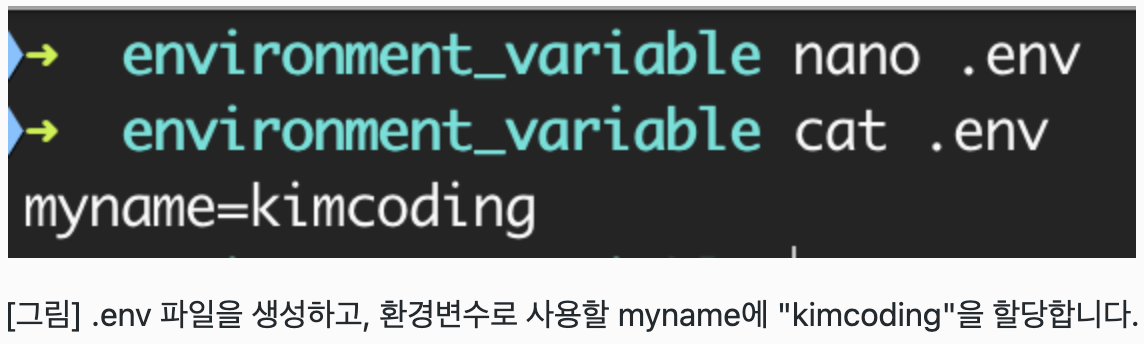 ➜ environment_variable nano .env
➜ environment_variable cat .env
myname=kimcoding
[그림] .env 파일을 생성하고, 환경변수로 사용할 myname에 "kimcoding"을 할당합니다.